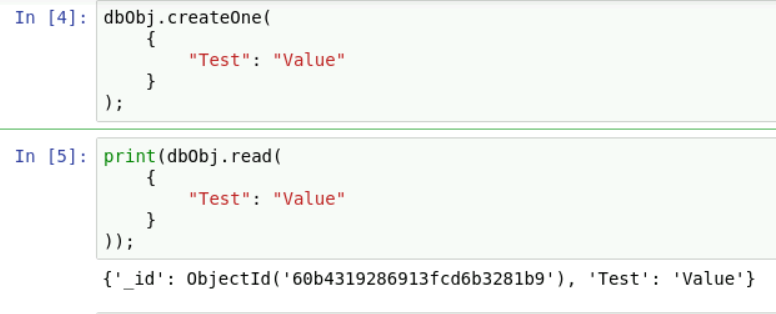 In [4]: dbObj.createOne(
    {
        "Test": "Value"
    }
);
In [5]: print(dbObj.read(
    {
        "Test": "Value"
    }
));
{'_id': ObjectId('60b4319286913fcd6b3281b9'), 'Test': 'Value'}